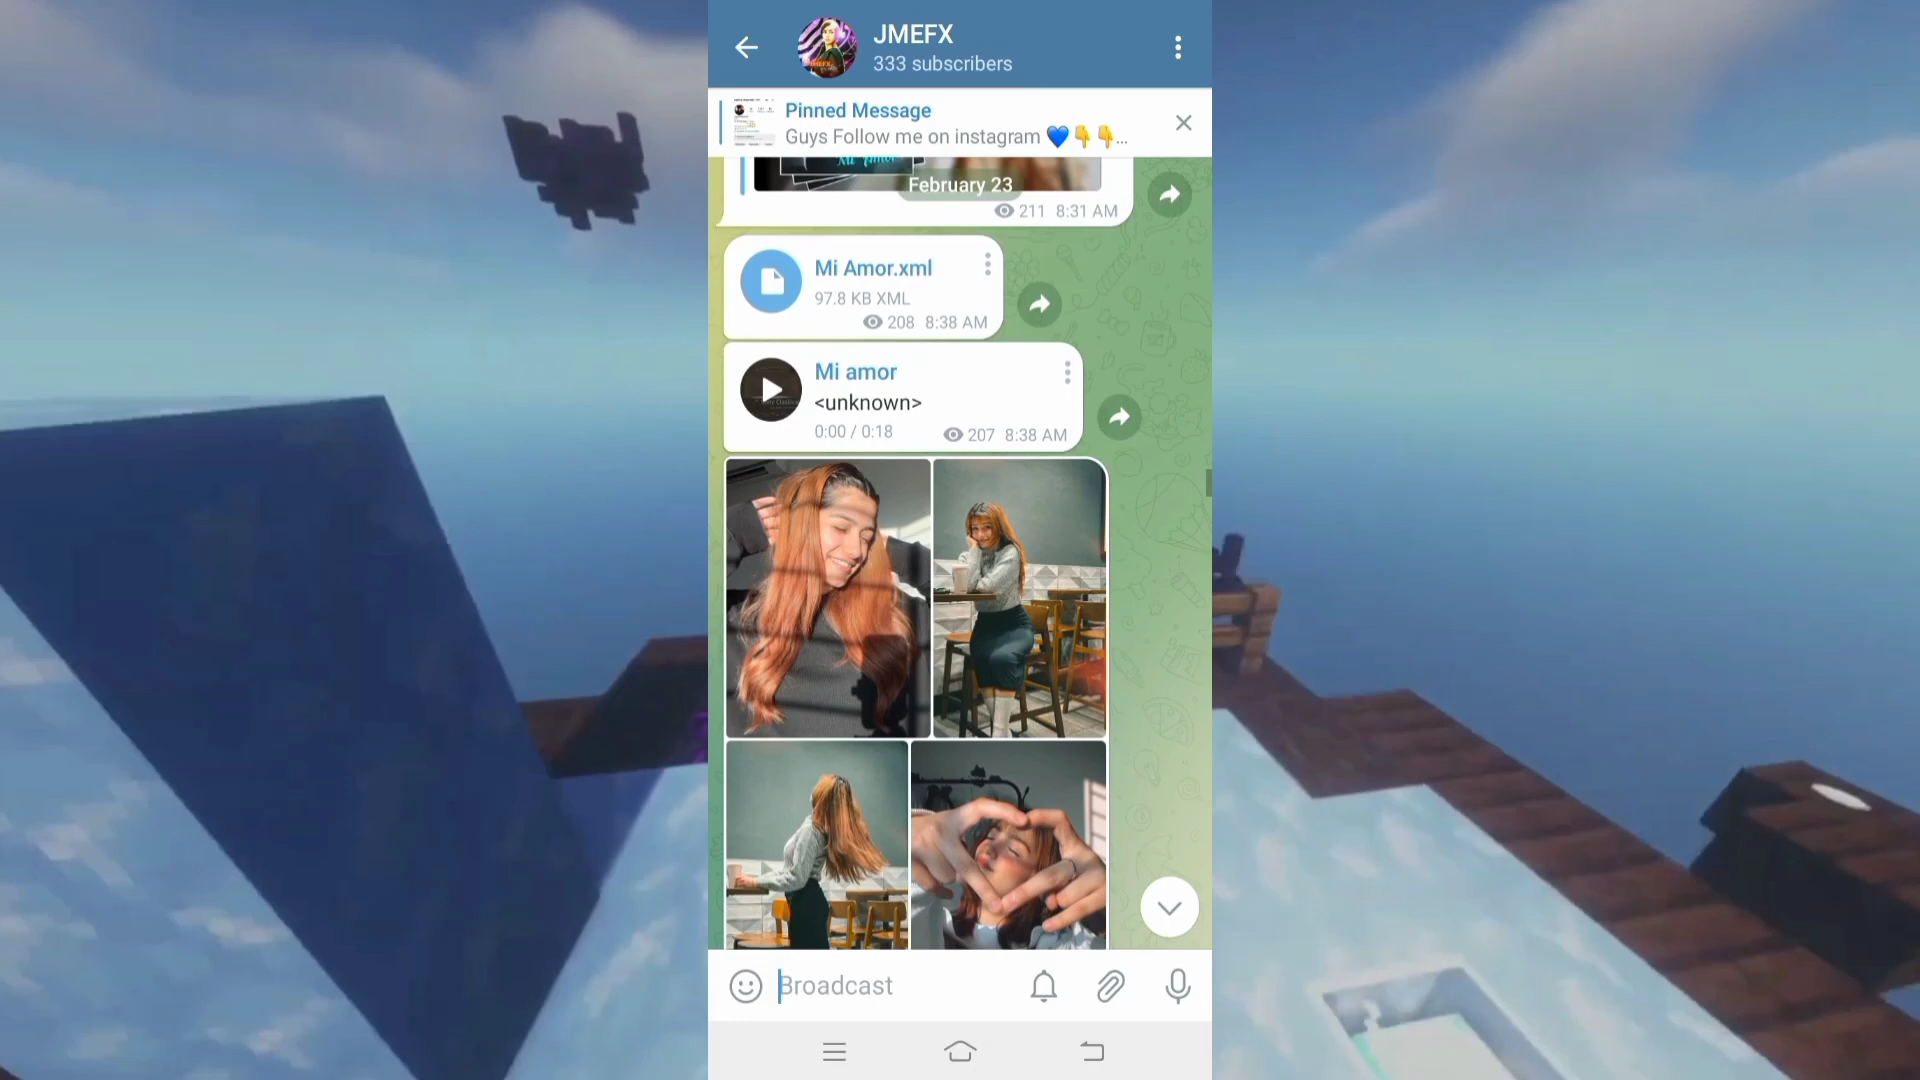 JMEFX
333 subscribers
Pinned Message
Guys Follow me on instagram 💙👇👇...
Mi Amor
February 23
211 8:31 AM
Mi Amor.xml
97.8 KB XML
208 8:38 AM
Mi amor
<unknown>
0:00 / 0:18
207 8:38 AM
Broadcast